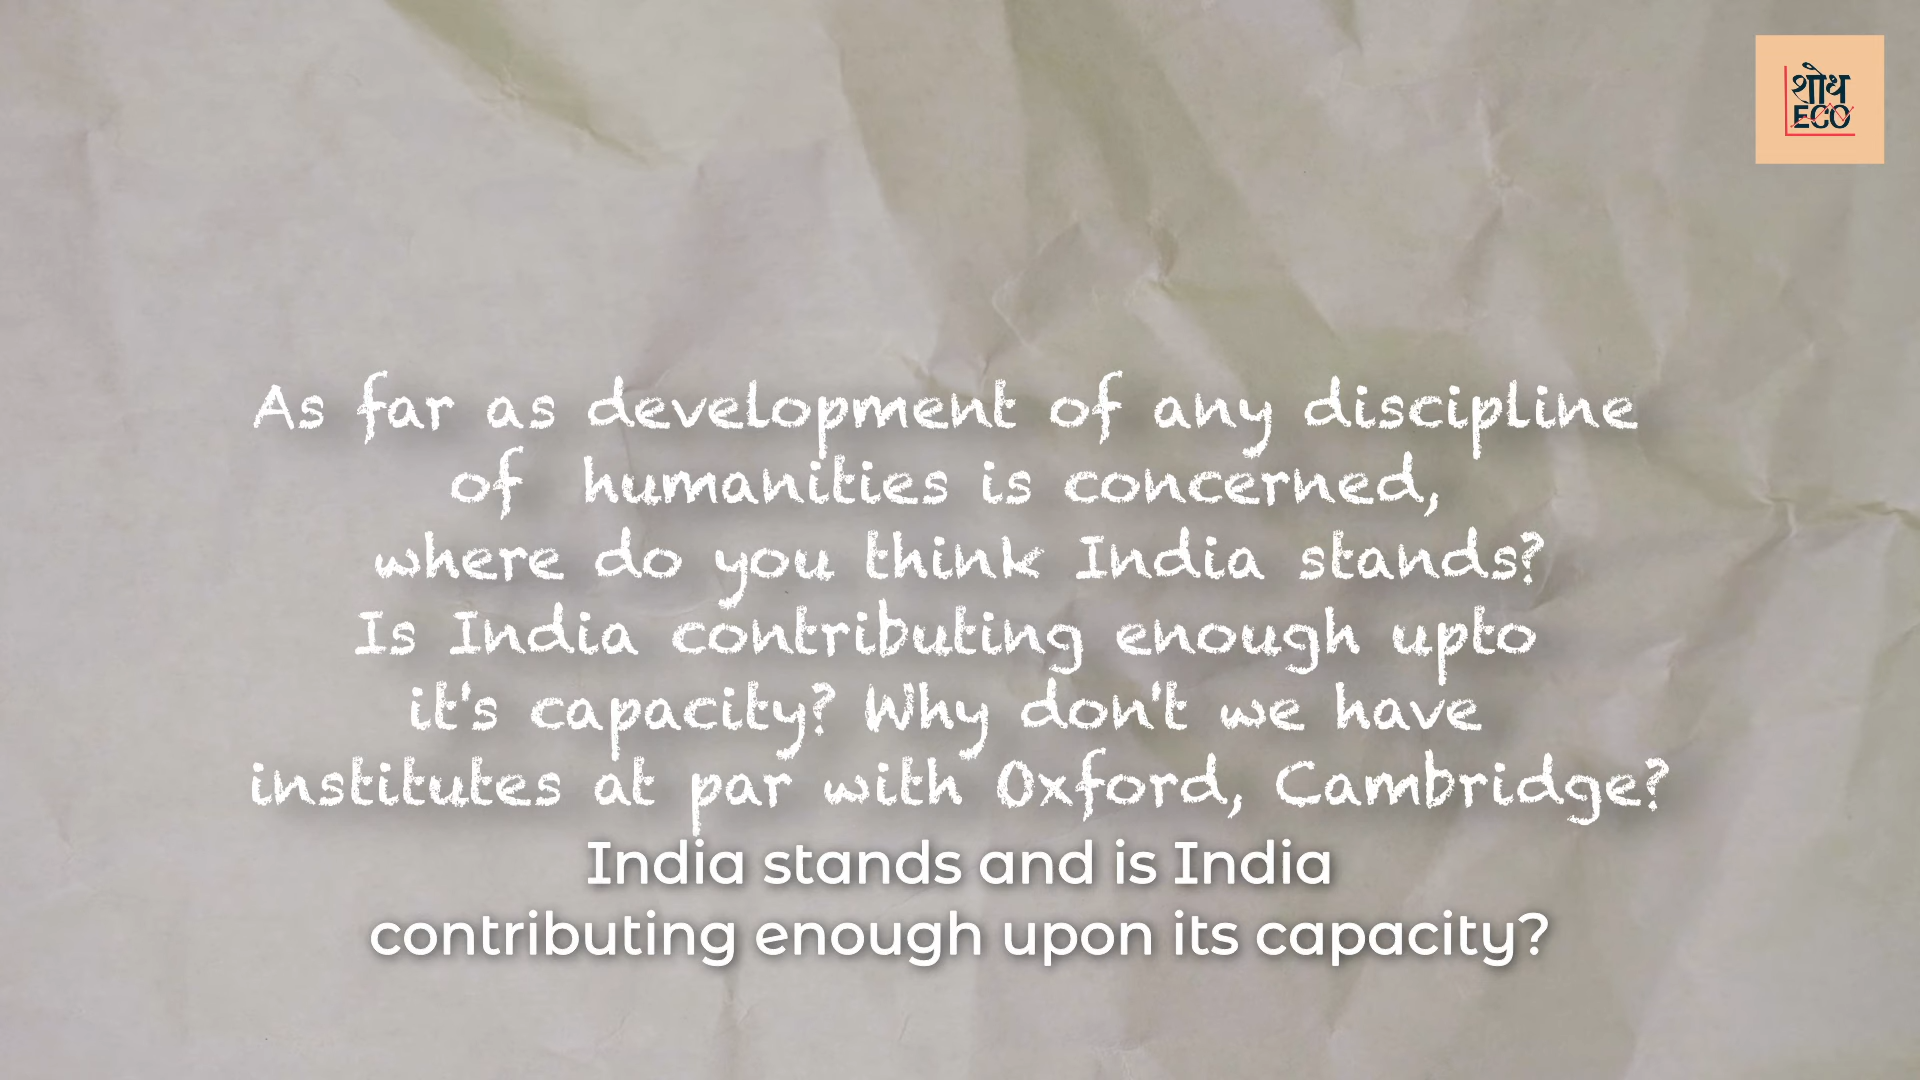 शोध
ECO
As far as development of any discipline
of humanities is concerned,
where do you think India stands?
Is India contributing enough upto
it's capacity? Why don't we have
institutes at par with Oxford, Cambridge?
India stands and is India
contributing enough upon its capacity?